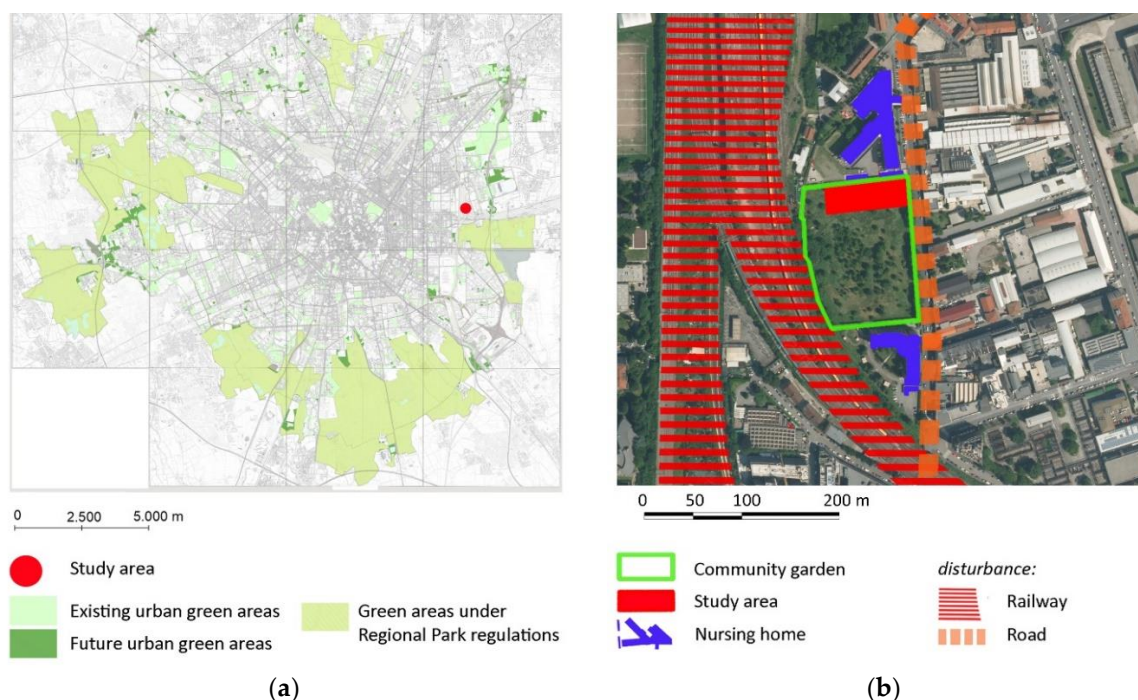 0 2.500 5.000 m
Study area
Existing urban green areas
Future urban green areas
Green areas under
Regional Park regulations
(a)
0 50 100 200 m
Community garden
Study area
Nursing home
disturbance:
Railway
Road
(b)